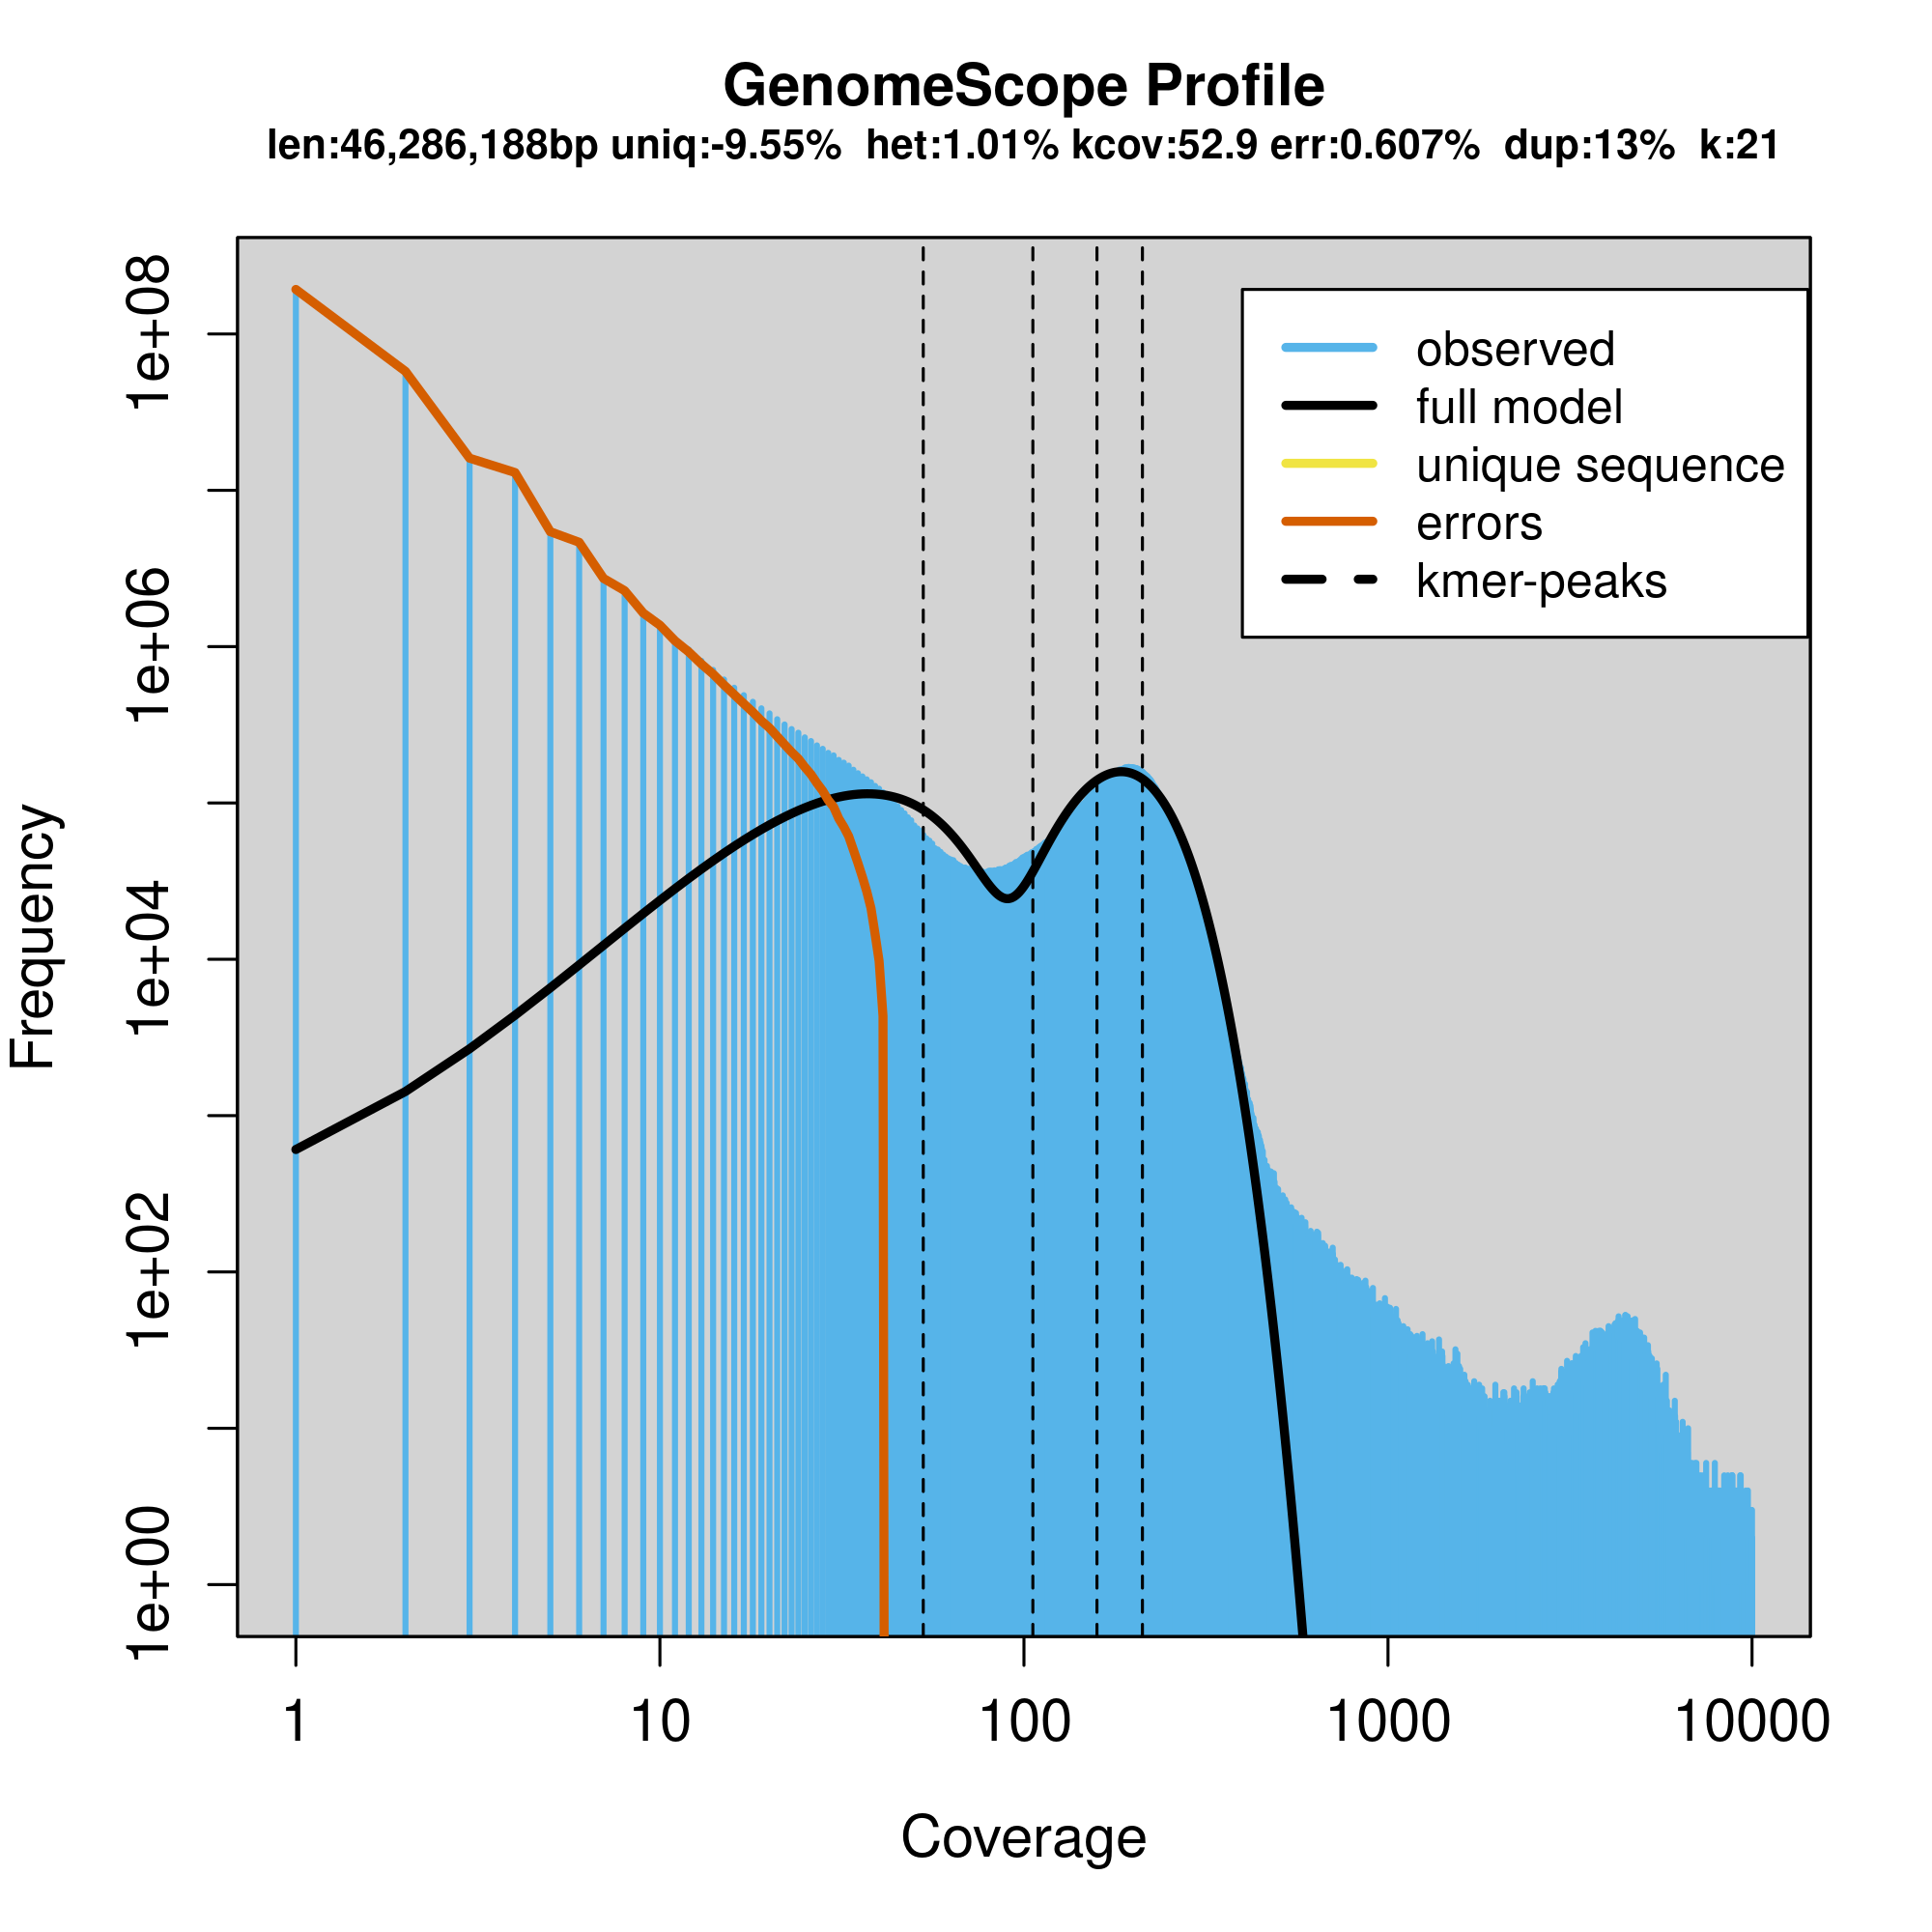 GenomeScope Profile
len:46,286,188bp uniq:-9.55%  het:1.01% kcov:52.9 err:0.607%  dup:13%  k:21
observed
full model
unique sequence
errors
kmer-peaks
Frequency
1e+08
1e+06
1e+04
1e+02
1e+00
1
10
100
1000
10000
Coverage